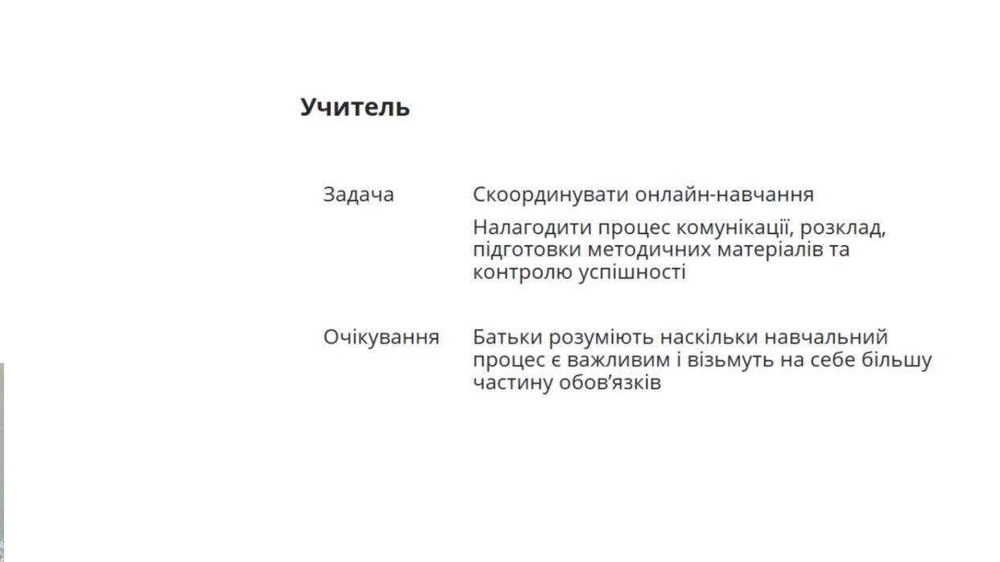 Учитель
Задача
Скоординувати онлайн-навчання
Налагодити процес комунікації, розклад,
підготовки методичних матеріалів та
контролю успішності
Очікування
Батьки розуміють наскільки навчальний
процес є важливим і візьмуть на себе більшу
частину обов’язків